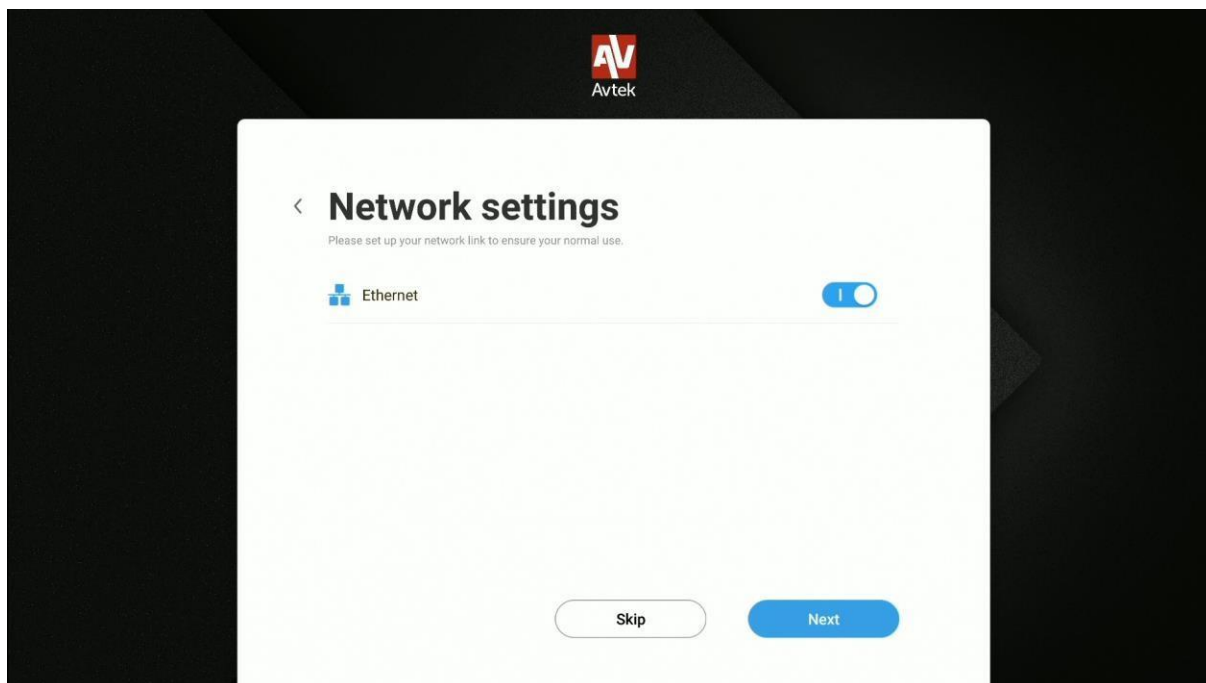 AV
Avtek
Network settings
Please set up your network link to ensure your normal use.
Ethernet
Skip
Next